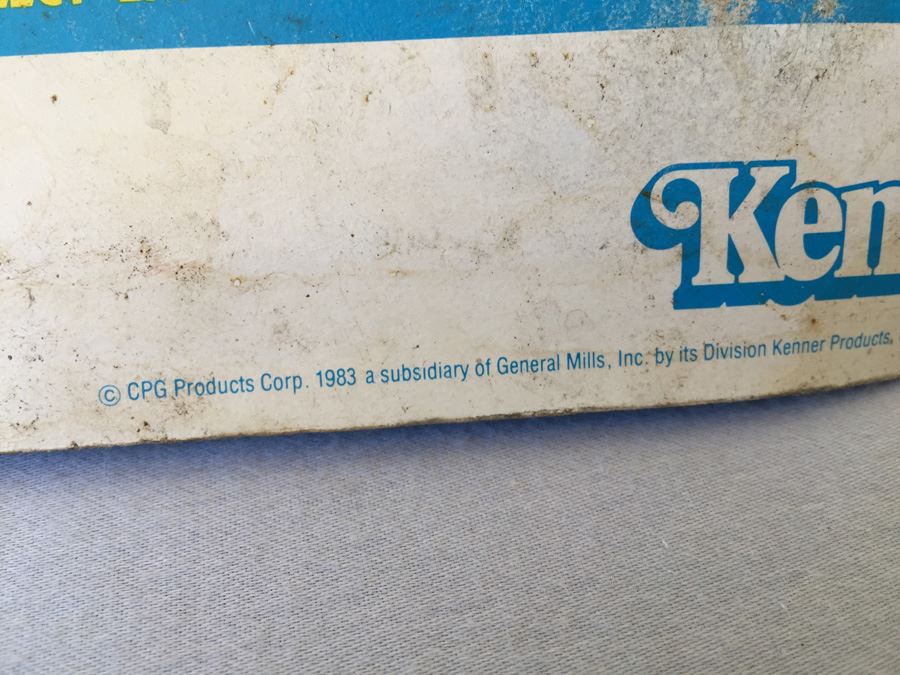 Ken
© CPG Products Corp. 1983 a subsidiary of General Mills, Inc. by its Division Kenner Products,